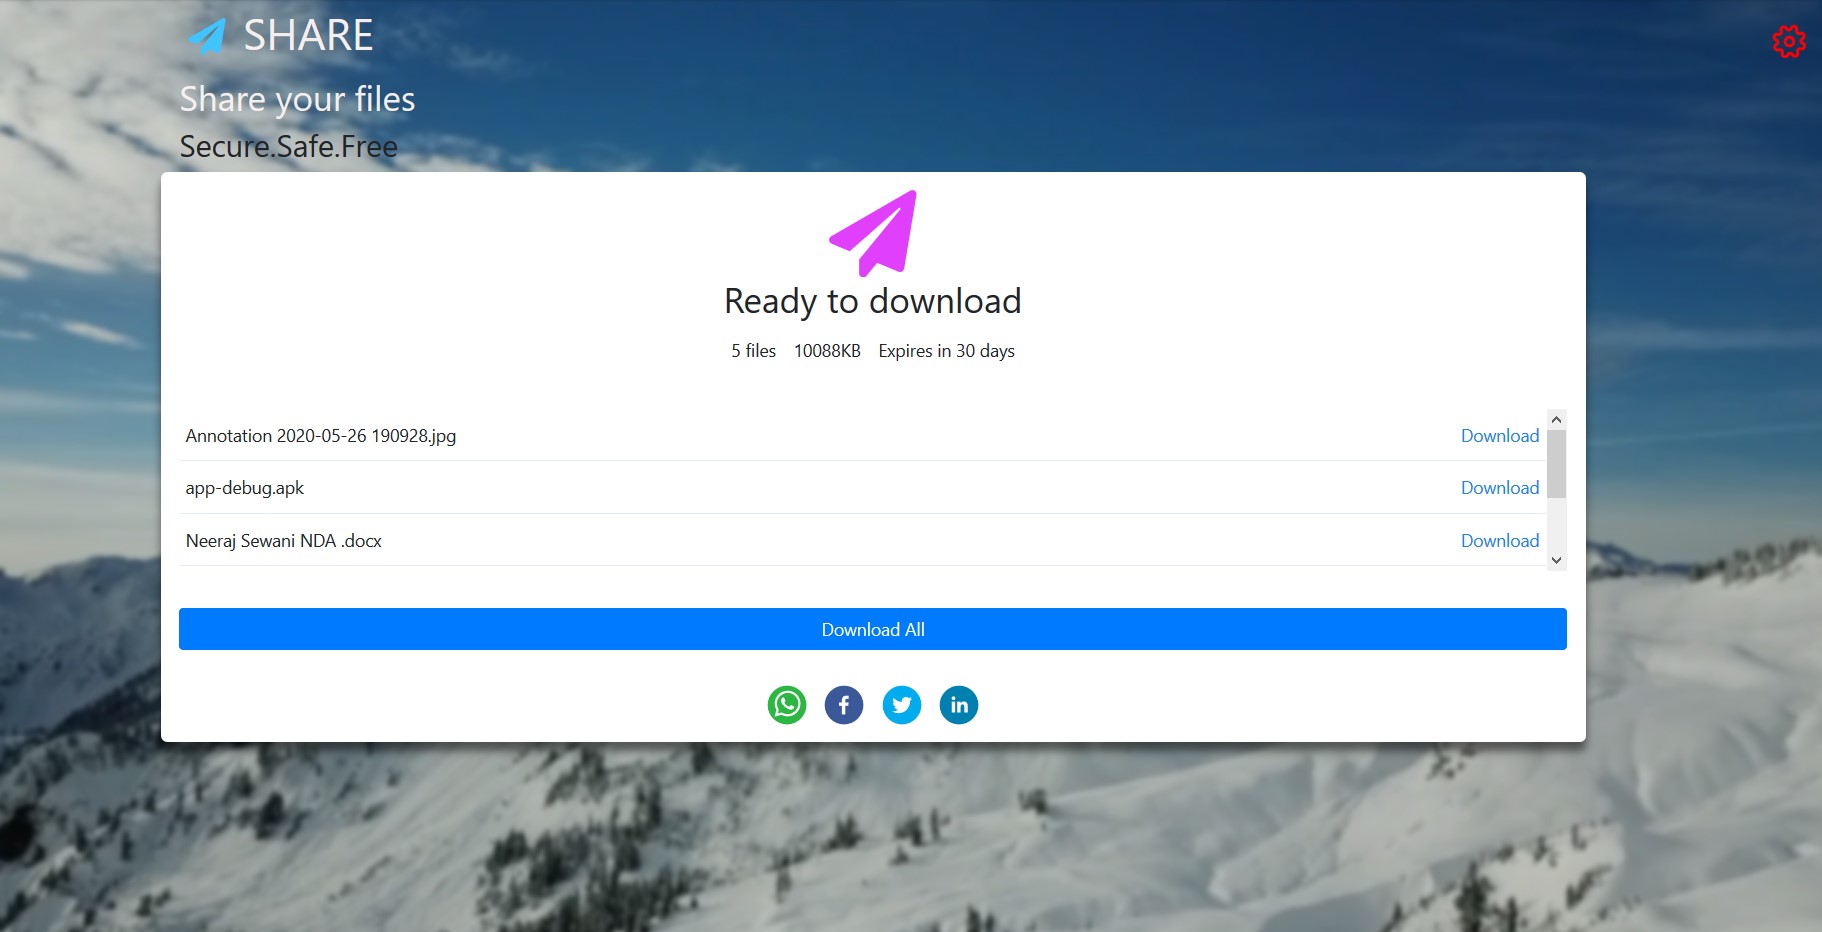 SHARE
Share your files
Secure.Safe.Free
Ready to download
5 files 10088KB Expires in 30 days
Annotation 2020-05-26 190928.jpg Download
app-debug.apk Download
Neeraj Sewani NDA .docx Download
Download All